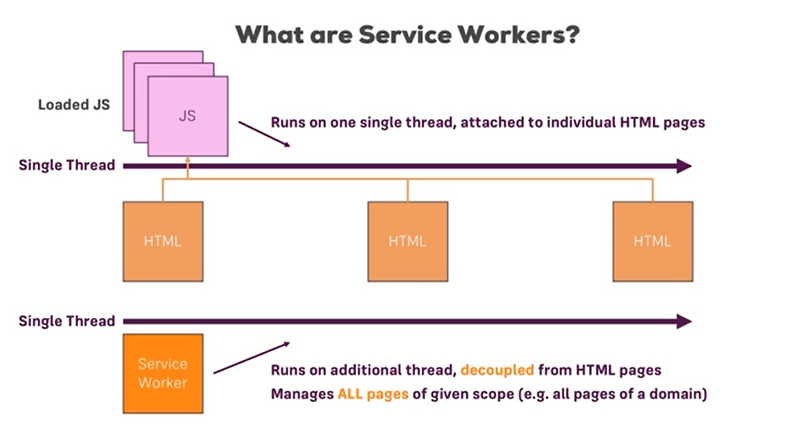 What are Service Workers?
Loaded JS
JS
Runs on one single thread, attached to individual HTML pages
Single Thread
HTML
HTML
HTML
Single Thread
Service
Worker
Runs on additional thread, decoupled from HTML pages
Manages ALL pages of given scope (e.g. all pages of a domain)